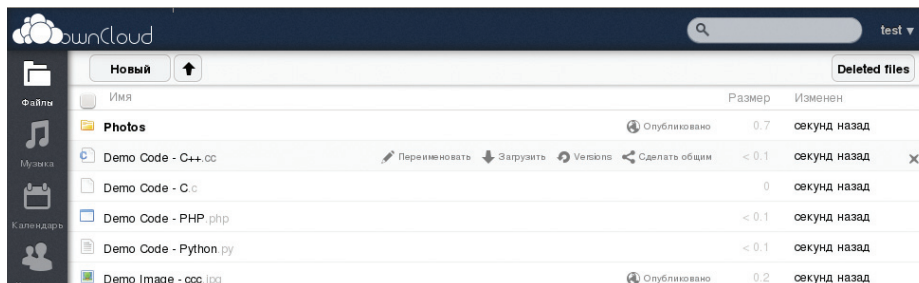 ownCloud
test
Новый
Deleted files
Файлы
Имя
Размер
Изменен
Photos
Опубликовано
0.7
секунд назад
Музыка
Demo Code - C++.cc
Переименовать
Загрузить
Versions
Сделать общим
< 0.1
секунд назад
Demo Code - C.c
0
секунд назад
Календарь
Demo Code - PHP.php
< 0.1
секунд назад
Demo Code - Python.py
< 0.1
секунд назад
Demo Image - ccc.jpg
Опубликовано
0.2
секунд назад